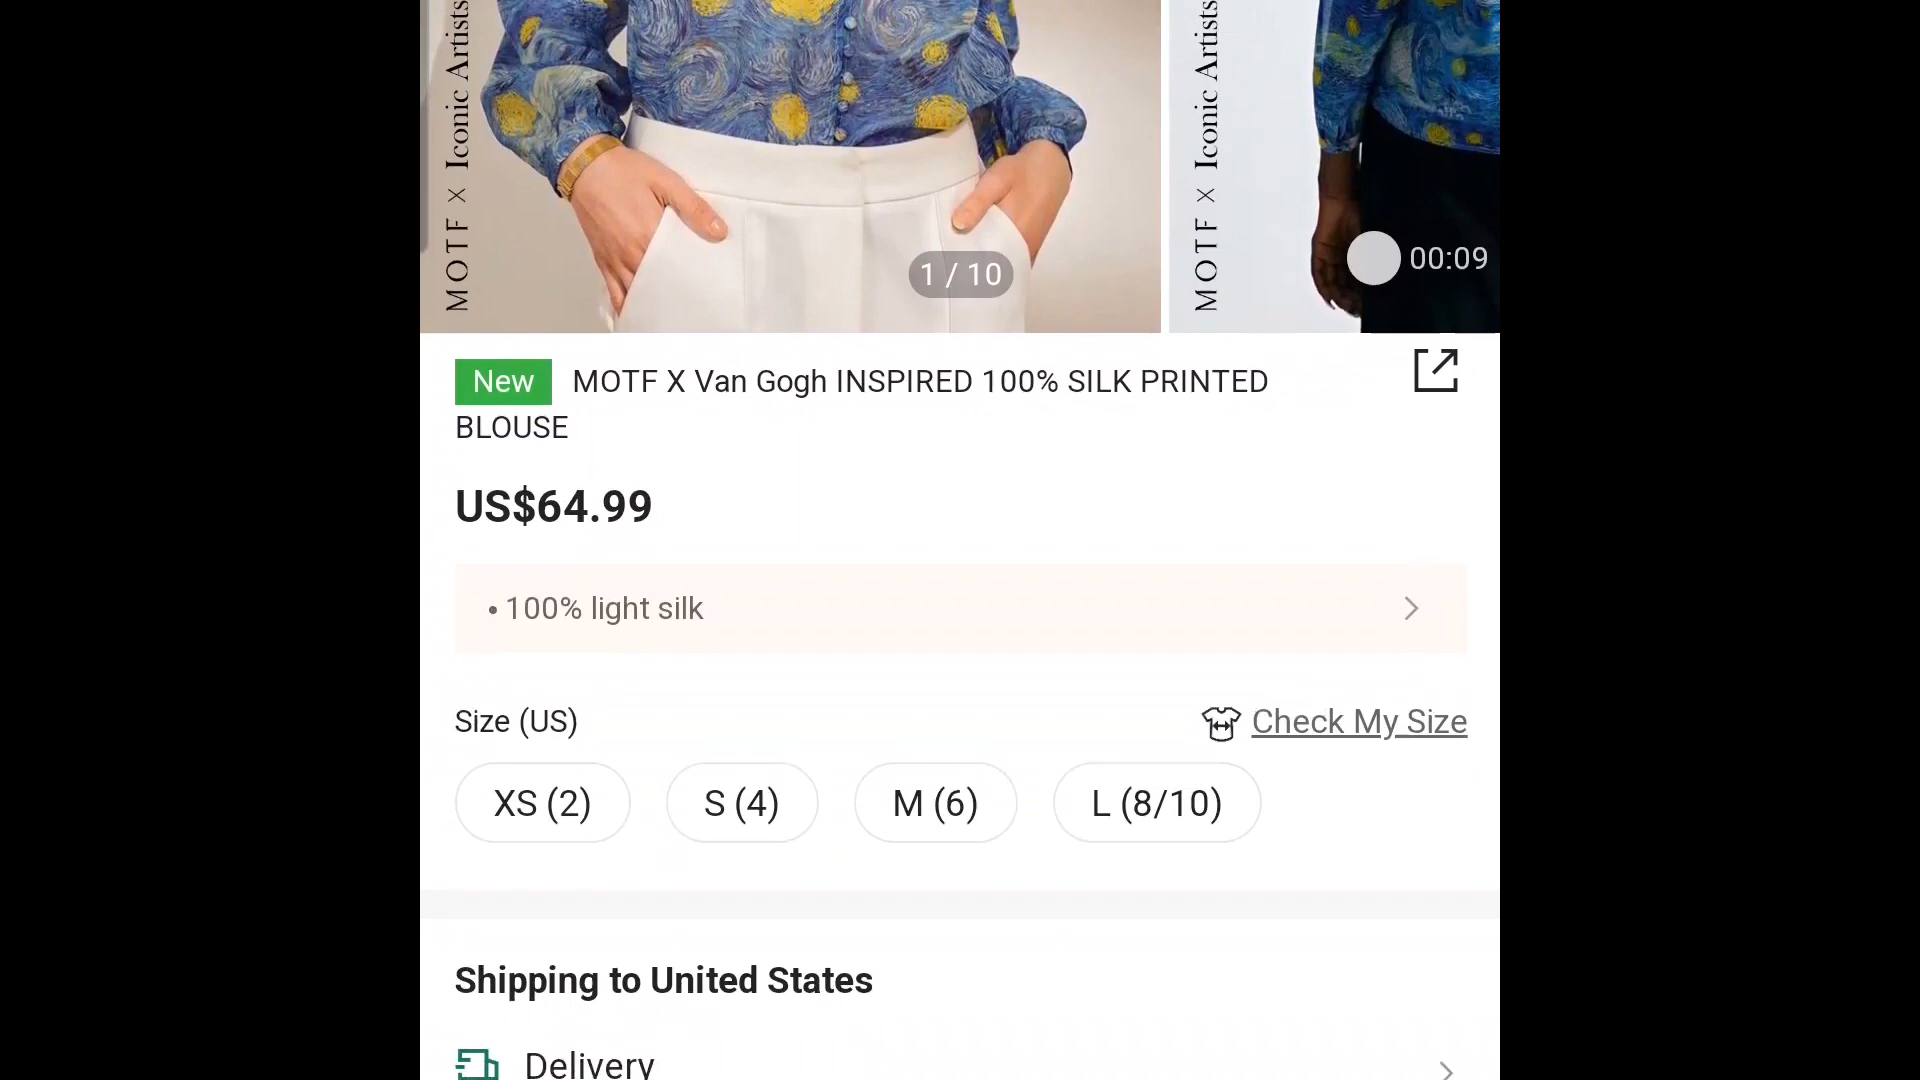 MOTF X Iconic Artists
MOTF X Iconic Artists
1 / 10
00:09
New MOTF X Van Gogh INSPIRED 100% SILK PRINTED
BLOUSE
US$64.99
• 100% light silk
Size (US)
Check My Size
XS (2)
S (4)
M (6)
L (8/10)
Shipping to United States
Delivery